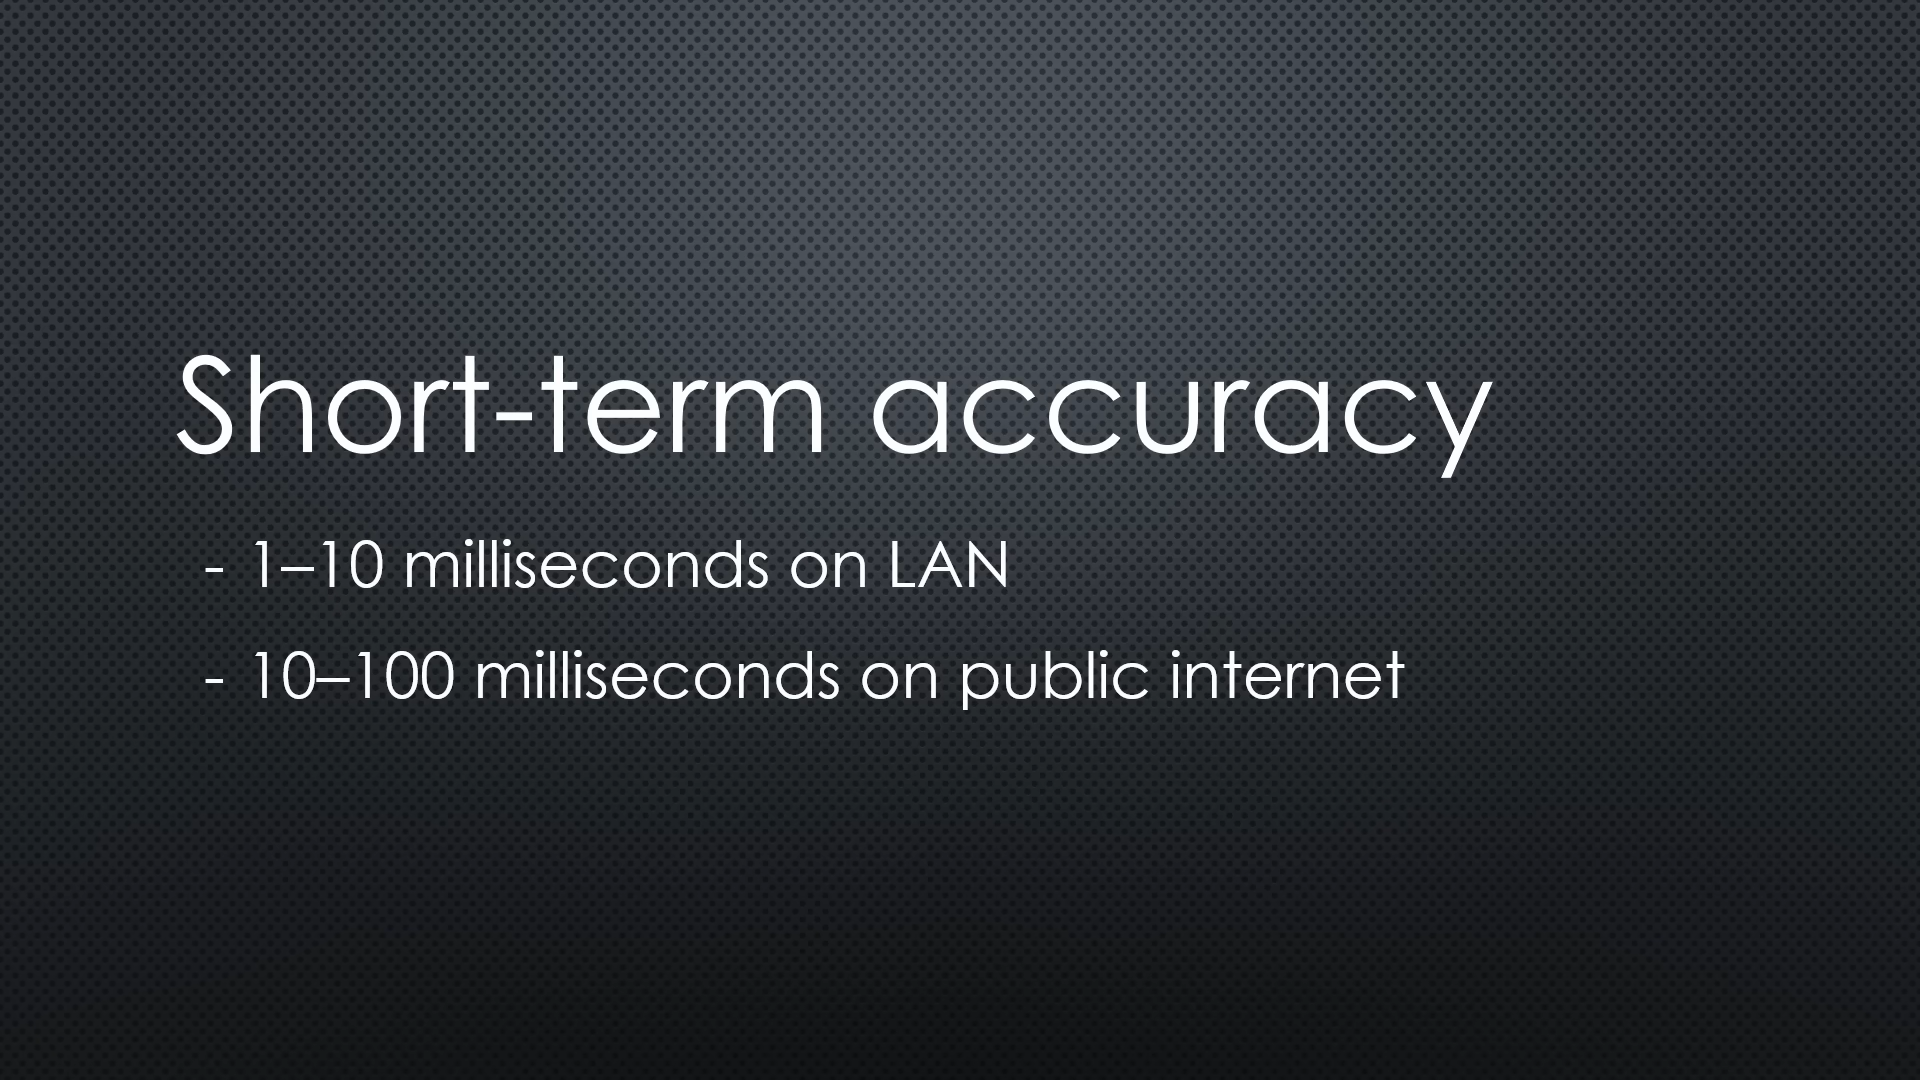 Short-term accuracy
- 1–10 milliseconds on LAN
- 10–100 milliseconds on public internet